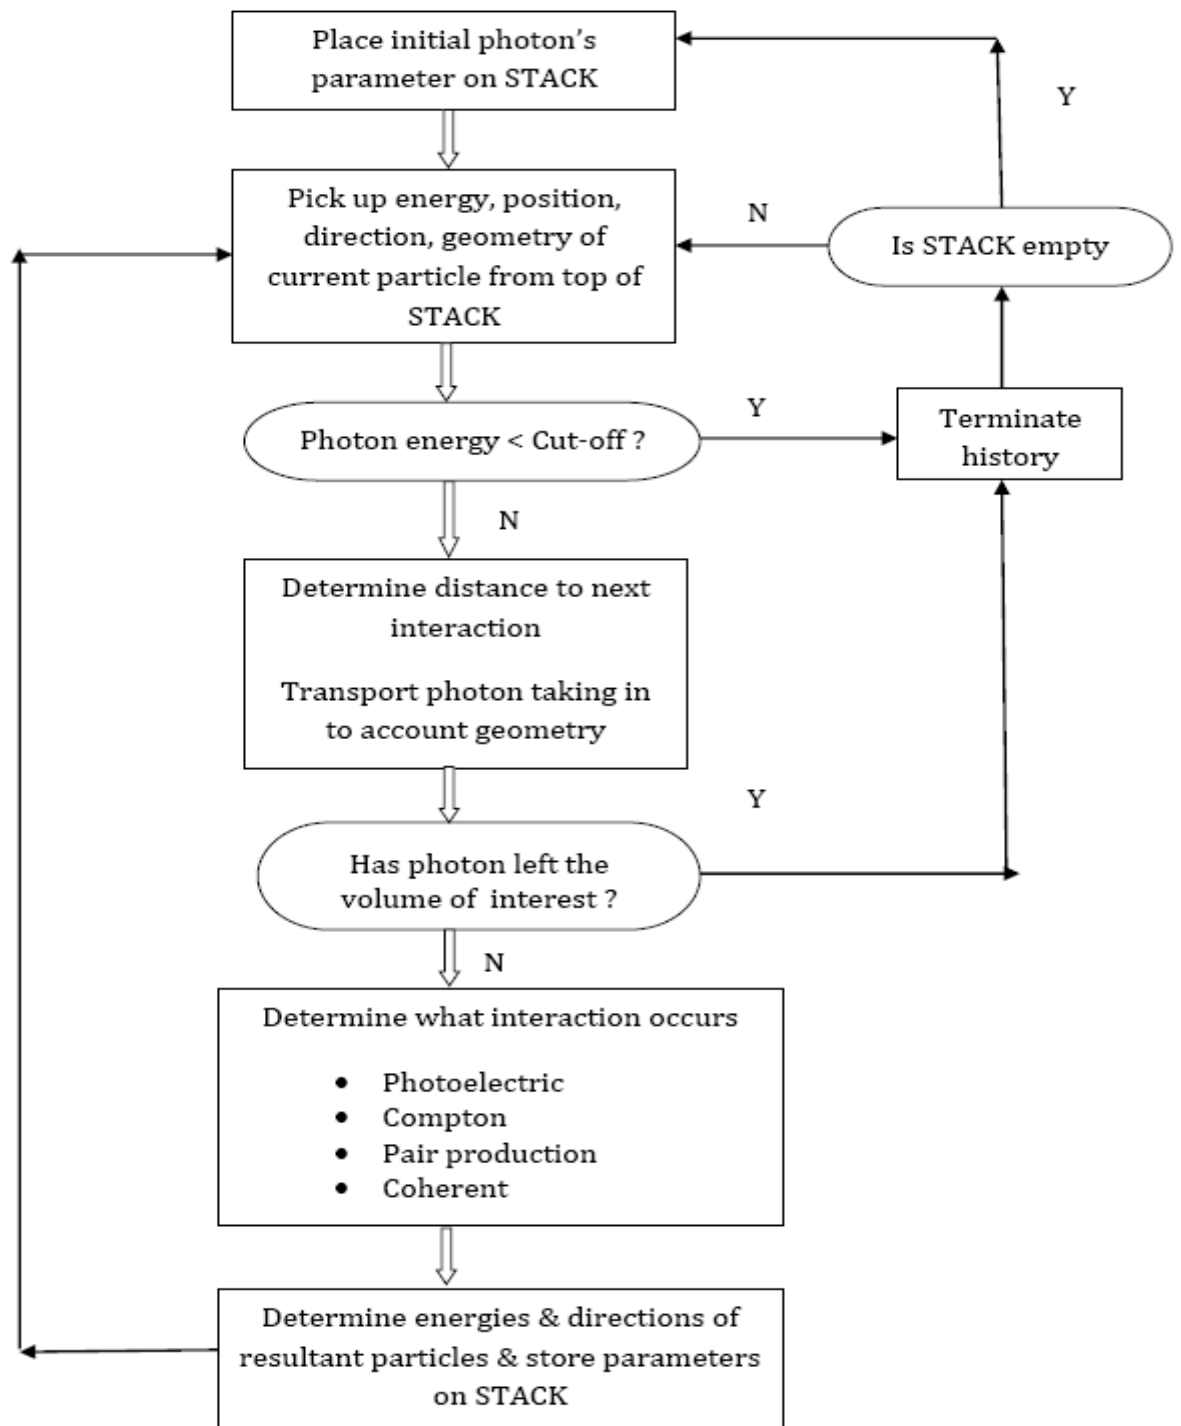 Place initial photon’s
parameter on STACK
Y
Pick up energy, position,
direction, geometry of
current particle from top of
STACK
N
Is STACK empty
Photon energy < Cut-off ?
Y
Terminate
history
N
Determine distance to next
interaction
Transport photon taking in
to account geometry
Y
Has photon left the
volume of interest ?
N
Determine what interaction occurs
• Photoelectric
• Compton
• Pair production
• Coherent
Determine energies & directions of
resultant particles & store parameters
on STACK